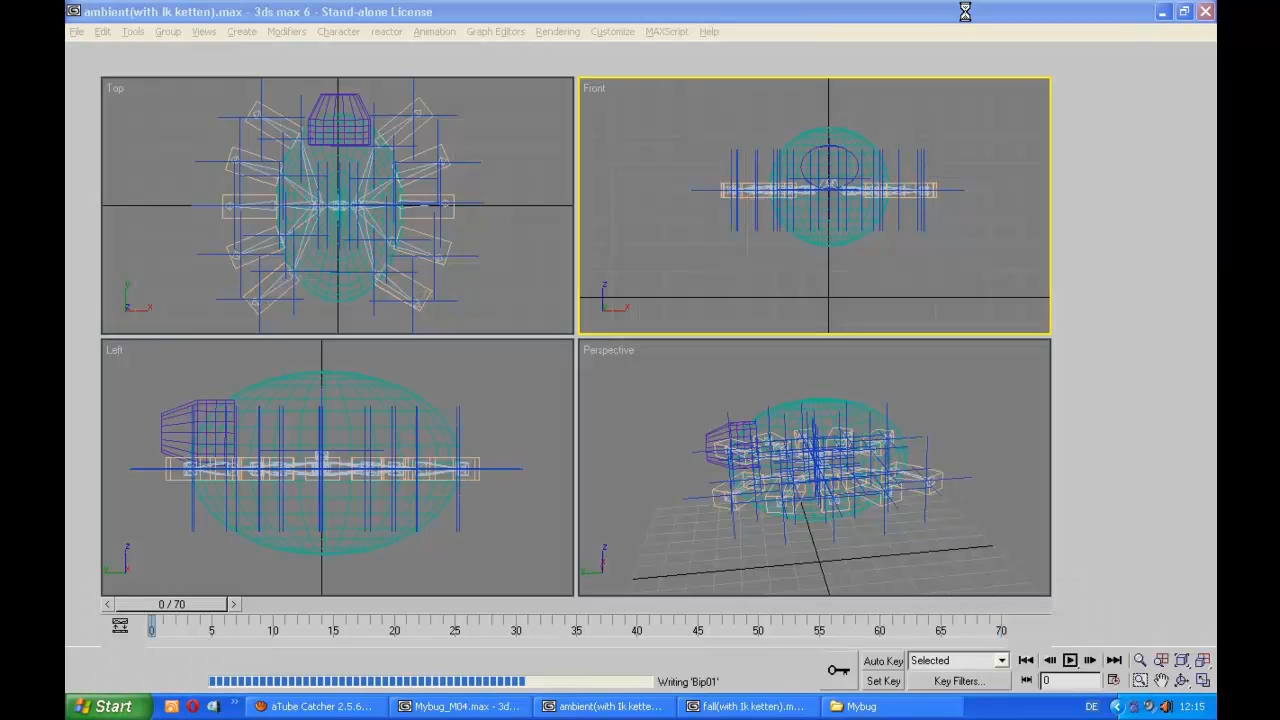 ambient(with Ik ketten).max - 3ds max 6 - Stand-alone License
File Edit Tools Group Views Create Modifiers Character reactor Animation Graph Editors Rendering Customize MAXScript Help
Top
Front
z
x
z
x
Left
Perspective
z
y
z
y
0 / 70
0 5 10 15 20 25 30 35 40 45 50 55 60 65 70
Auto Key Selected
Set Key Key Filters... 0
Writing 'Bip01'
Start aTube Catcher 2.5.6... Mybug_M04.max - 3d... ambient(with Ik kette... fall(with Ik ketten).m... Mybug DE 12:15